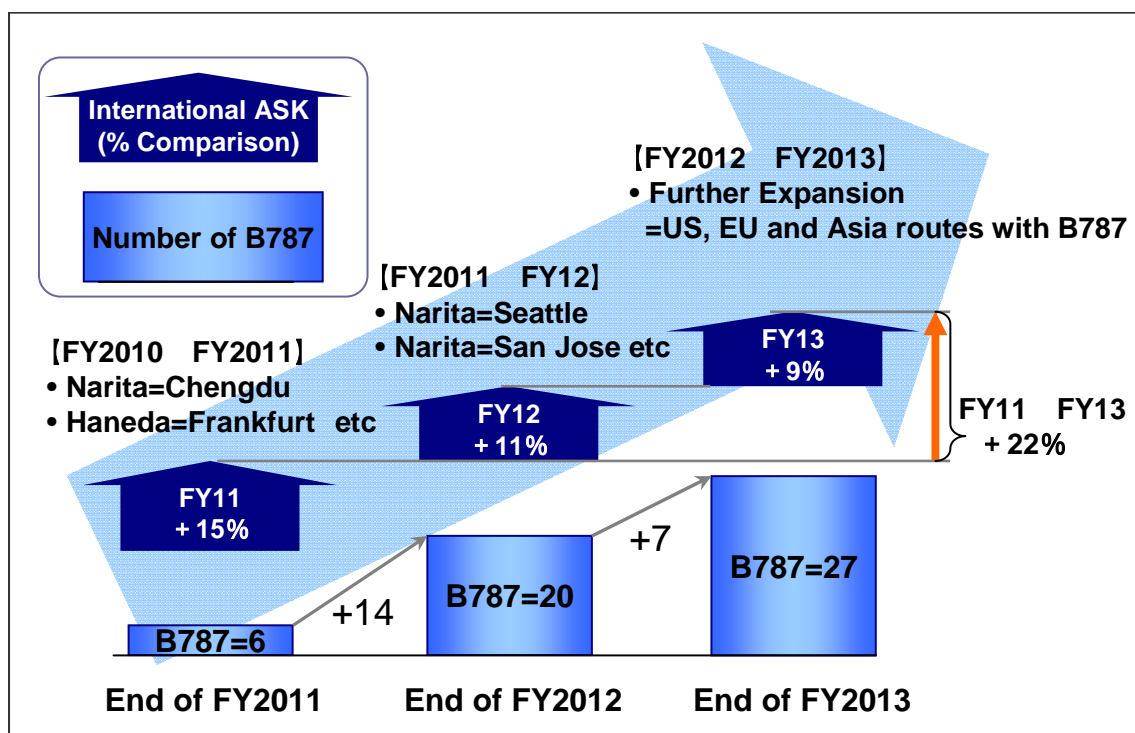 International ASK
(% Comparison)
Number of B787
【FY2012 FY2013】
• Further Expansion
=US, EU and Asia routes with B787
【FY2011 FY12】
• Narita=Seattle
• Narita=San Jose etc
【FY2010 FY2011】
• Narita=Chengdu
• Haneda=Frankfurt etc
FY13
+ 9%
FY12
+ 11%
FY11
+ 15%
FY11 FY13
+ 22%
+7
+14
B787=6
B787=20
B787=27
End of FY2011
End of FY2012
End of FY2013